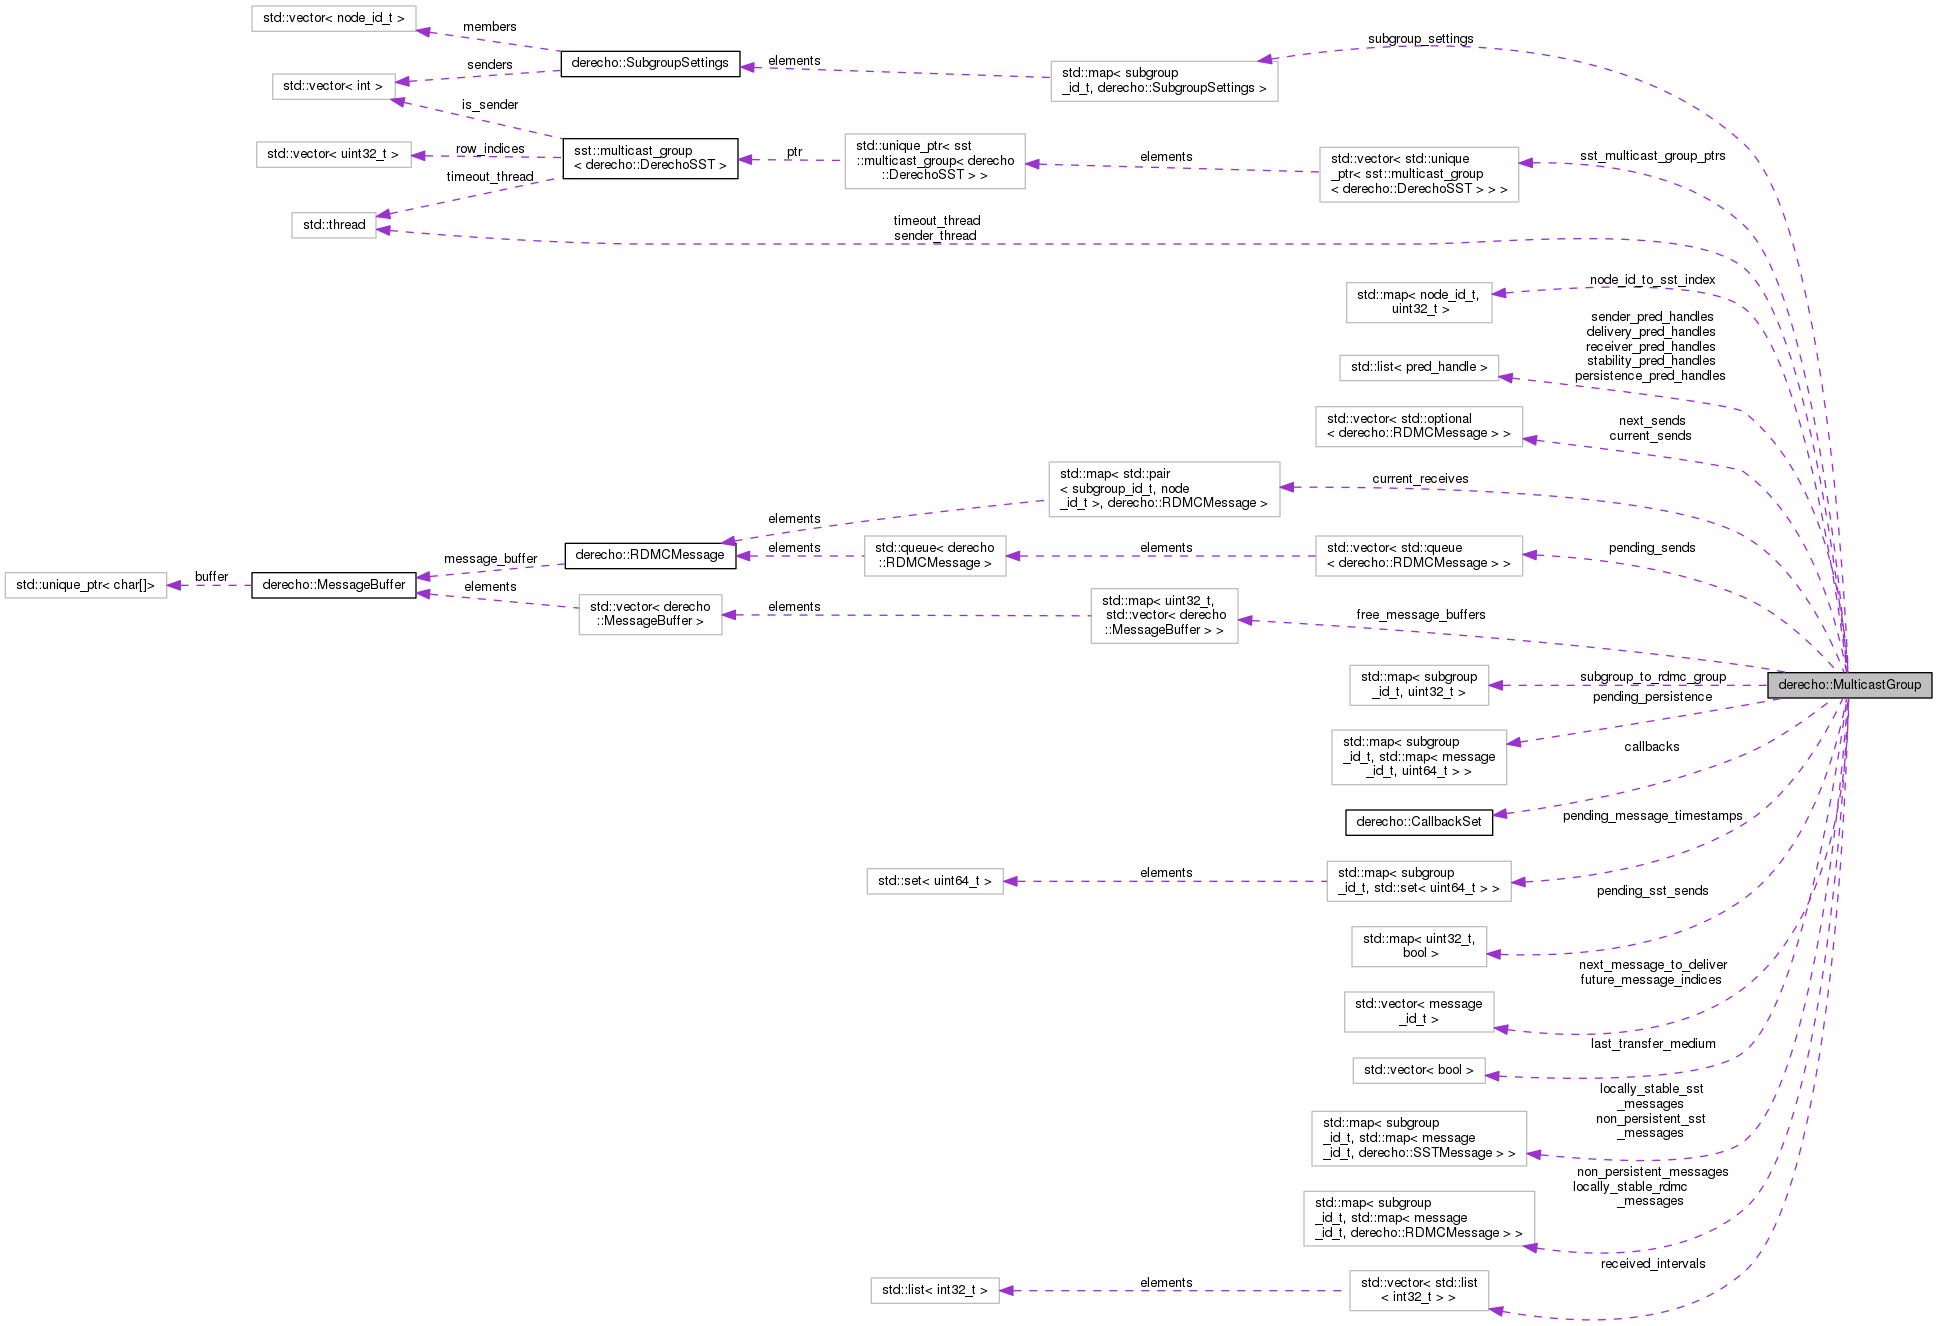 std::vector< node_id_t >
members
subgroup_settings
derecho::SubgroupSettings
elements
senders
std::map< subgroup
_id_t, derecho::SubgroupSettings >
std::vector< int >
is_sender
std::vector< uint32_t >
row_indices
sst::multicast_group
< derecho::DerechoSST >
ptr
std::unique_ptr< sst
::multicast_group< derecho
::DerechoSST > >
elements
std::vector< std::unique
_ptr< sst::multicast_group
< derecho::DerechoSST > > >
sst_multicast_group_ptrs
timeout_thread
std::thread
timeout_thread
sender_thread
node_id_to_sst_index
std::map< node_id_t,
uint32_t >
sender_pred_handles
delivery_pred_handles
receiver_pred_handles
stability_pred_handles
persistence_pred_handles
std::list< pred_handle >
std::vector< std::optional
< derecho::RDMCMessage > >
next_sends
current_sends
std::map< std::pair
< subgroup_id_t, node
_id_t >, derecho::RDMCMessage >
current_receives
elements
derecho::RDMCMessage
elements
std::queue< derecho
::RDMCMessage >
elements
std::vector< std::queue
< derecho::RDMCMessage > >
pending_sends
message_buffer
std::unique_ptr< char[]>
buffer
derecho::MessageBuffer
elements
std::vector< derecho
::MessageBuffer >
elements
std::map< uint32_t,
std::vector< derecho
::MessageBuffer > >
free_message_buffers
std::map< subgroup
_id_t, uint32_t >
subgroup_to_rdmc_group
derecho::MulticastGroup
pending_persistence
std::map< subgroup
_id_t, std::map< message
_id_t, uint64_t > >
callbacks
derecho::CallbackSet
pending_message_timestamps
std::set< uint64_t >
elements
std::map< subgroup
_id_t, std::set< uint64_t > >
pending_sst_sends
std::map< uint32_t,
bool >
next_message_to_deliver
future_message_indices
std::vector< message
_id_t >
last_transfer_medium
std::vector< bool >
locally_stable_sst
_messages
non_persistent_sst
_messages
std::map< subgroup
_id_t, std::map< message
_id_t, derecho::SSTMessage > >
non_persistent_messages
locally_stable_rdmc
_messages
std::map< subgroup
_id_t, std::map< message
_id_t, derecho::RDMCMessage > >
received_intervals
std::list< int32_t >
elements
std::vector< std::list
< int32_t > >